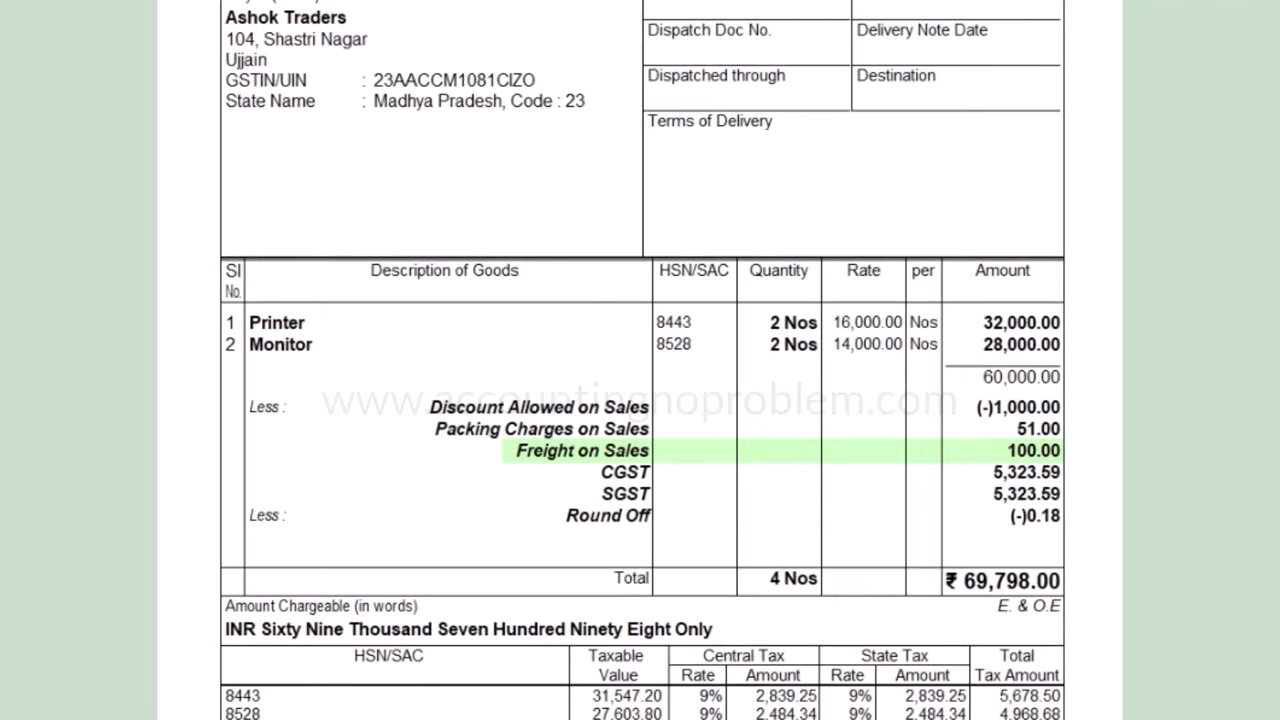 Ashok Traders
104, Shastri Nagar
Ujjain
GSTIN/UIN : 23AACCM1081CIZO
State Name : Madhya Pradesh, Code : 23
Dispatch Doc No. Delivery Note Date
Dispatched through Destination
Terms of Delivery
Sl No. Description of Goods HSN/SAC Quantity Rate per Amount
1 Printer 8443 2 Nos 16,000.00 Nos 32,000.00
2 Monitor 8528 2 Nos 14,000.00 Nos 28,000.00
60,000.00
www.accountingnoproblem.com
Less : Discount Allowed on Sales (-)1,000.00
Packing Charges on Sales 51.00
Freight on Sales 100.00
CGST 5,323.59
SGST 5,323.59
Less : Round Off (-)0.18
Total 4 Nos ₹ 69,798.00
Amount Chargeable (in words) E. & O.E
INR Sixty Nine Thousand Seven Hundred Ninety Eight Only
HSN/SAC Taxable Value Central Tax State Tax Total Tax Amount
Rate Amount Rate Amount
8443 31,547.20 9% 2,839.25 9% 2,839.25 5,678.50
8528 27,603.80 9% 2,484.34 9% 2,484.34 4,968.68